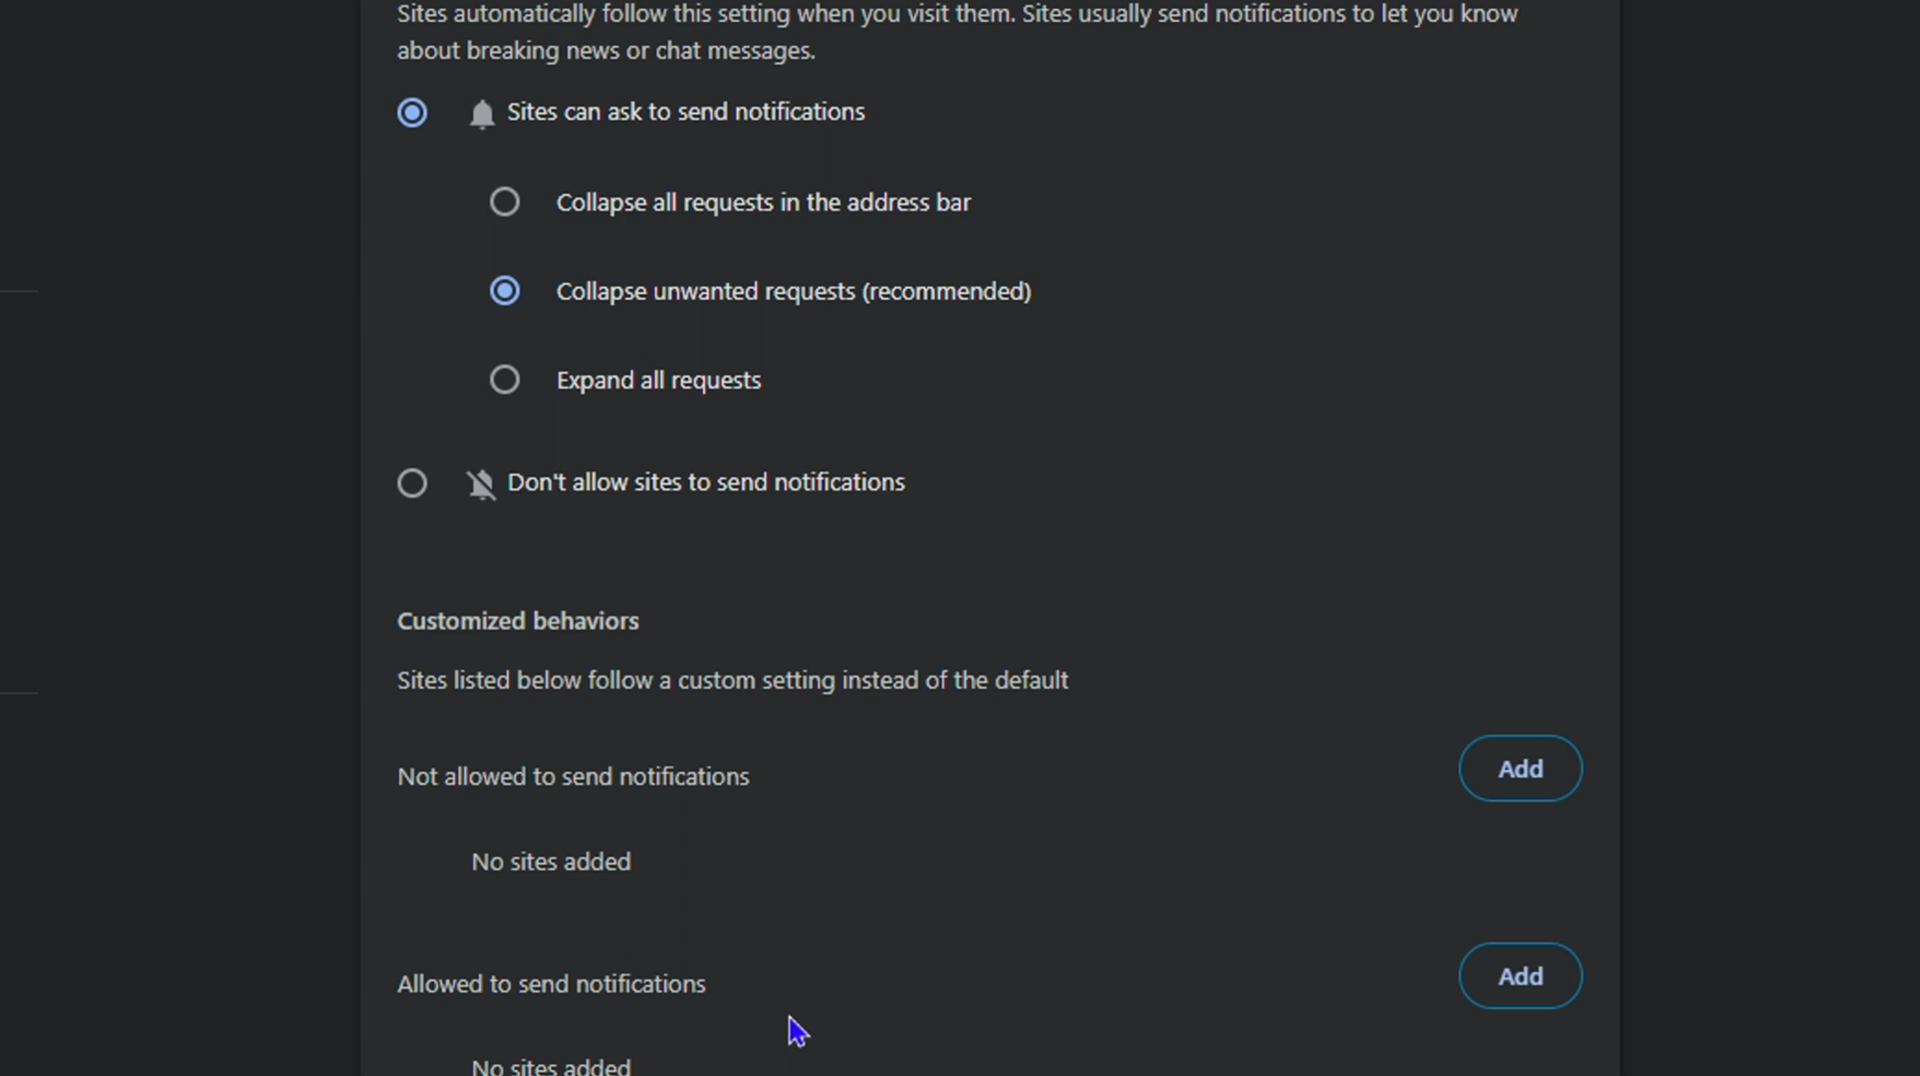 Sites automatically follow this setting when you visit them. Sites usually send notifications to let you know
about breaking news or chat messages.
Sites can ask to send notifications
Collapse all requests in the address bar
Collapse unwanted requests (recommended)
Expand all requests
Don't allow sites to send notifications
Customized behaviors
Sites listed below follow a custom setting instead of the default
Not allowed to send notifications
Add
No sites added
Allowed to send notifications
Add
No sites added